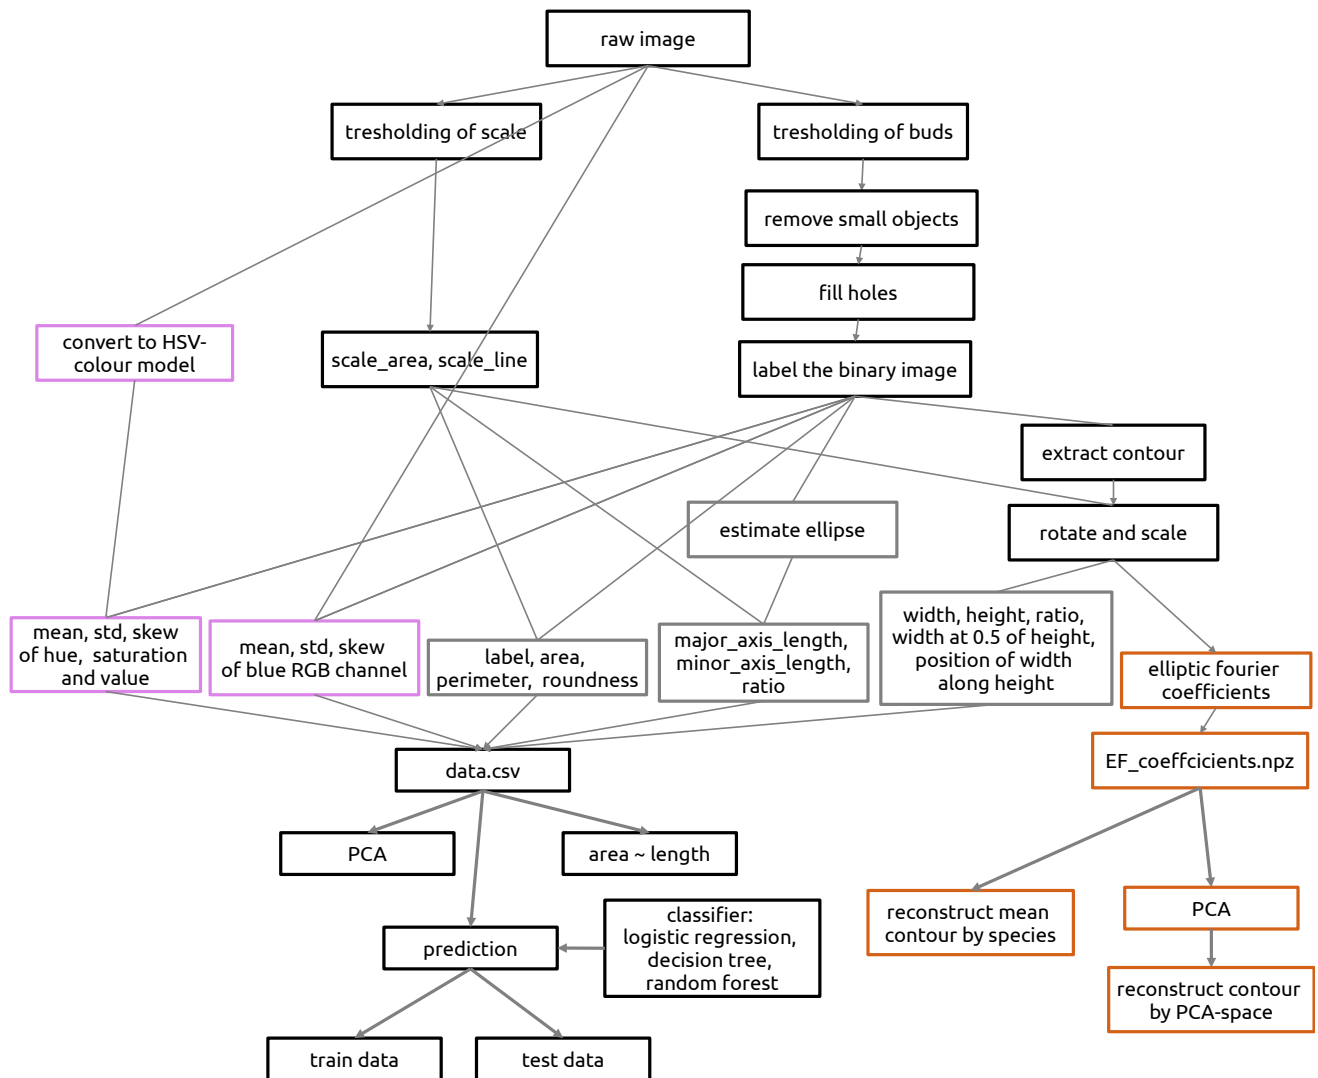 raw image
tresholding of scale
tresholding of buds
remove small objects
fill holes
convert to HSV-
colour model
scale_area, scale_line
label the binary image
extract contour
estimate ellipse
rotate and scale
mean, std, skew
of hue,  saturation
and value
mean, std, skew
of blue RGB channel
label, area,
perimeter,  roundness
major_axis_length,
minor_axis_length,
ratio
width, height, ratio,
width at 0.5 of height,
position of width
along height
elliptic fourier
coefficients
data.csv
EF_coeffcicients.npz
PCA
area ~ length
prediction
classifier:
logistic regression,
decision tree,
random forest
reconstruct mean
contour by species
PCA
reconstruct contour
by PCA-space
train data
test data